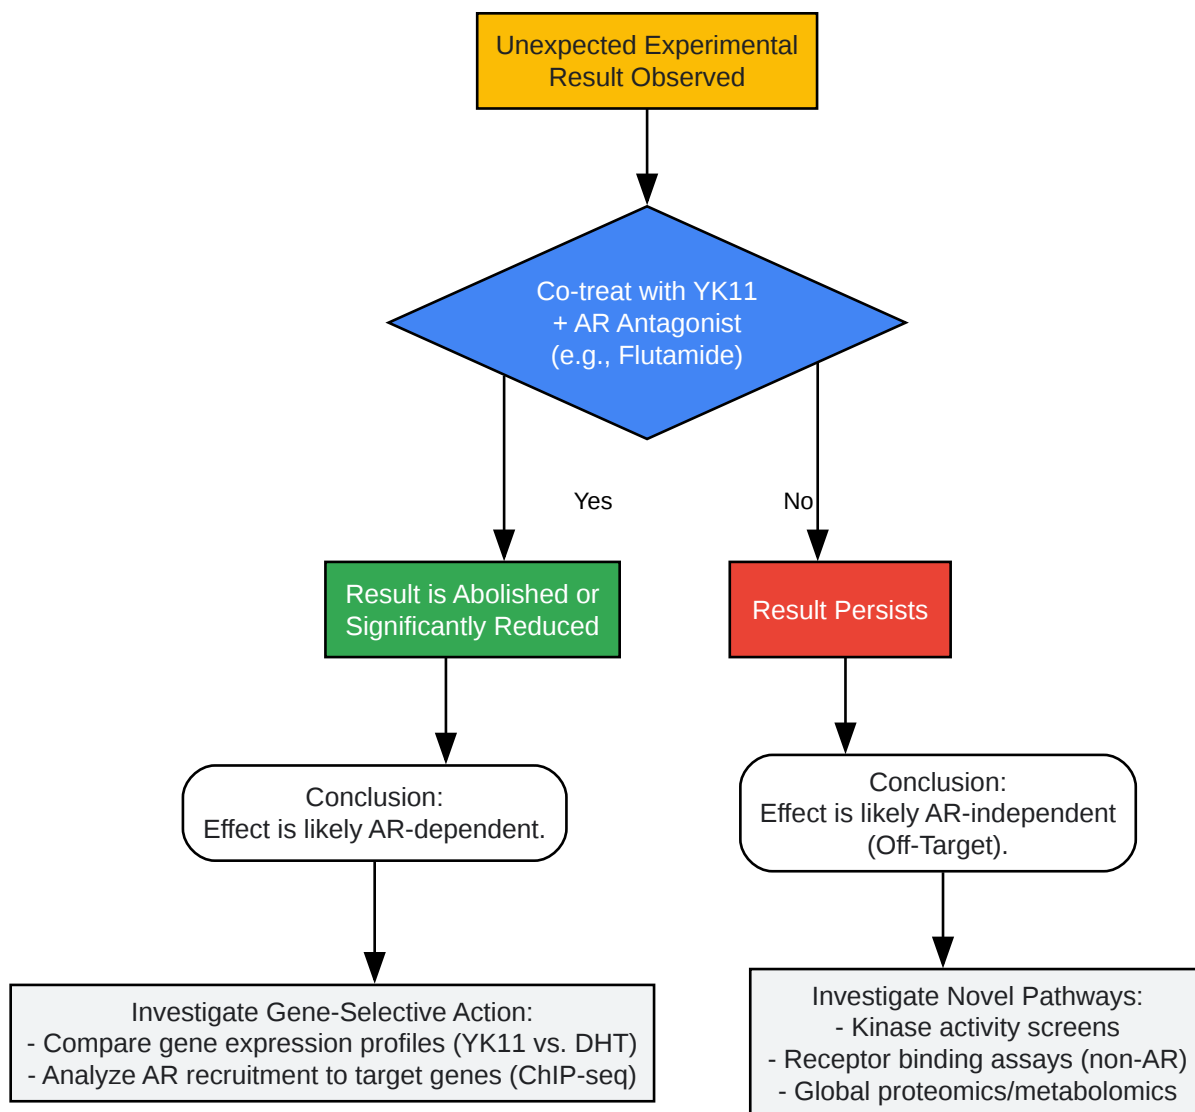 Unexpected Experimental
Result Observed
Co-treat with YK11
+ AR Antagonist
(e.g., Flutamide)
Yes
No
Result is Abolished or
Significantly Reduced
Result Persists
Conclusion:
Effect is likely AR-dependent.
Conclusion:
Effect is likely AR-independent
(Off-Target).
Investigate Gene-Selective Action:
- Compare gene expression profiles (YK11 vs. DHT)
- Analyze AR recruitment to target genes (ChIP-seq)
Investigate Novel Pathways:
- Kinase activity screens
- Receptor binding assays (non-AR)
- Global proteomics/metabolomics